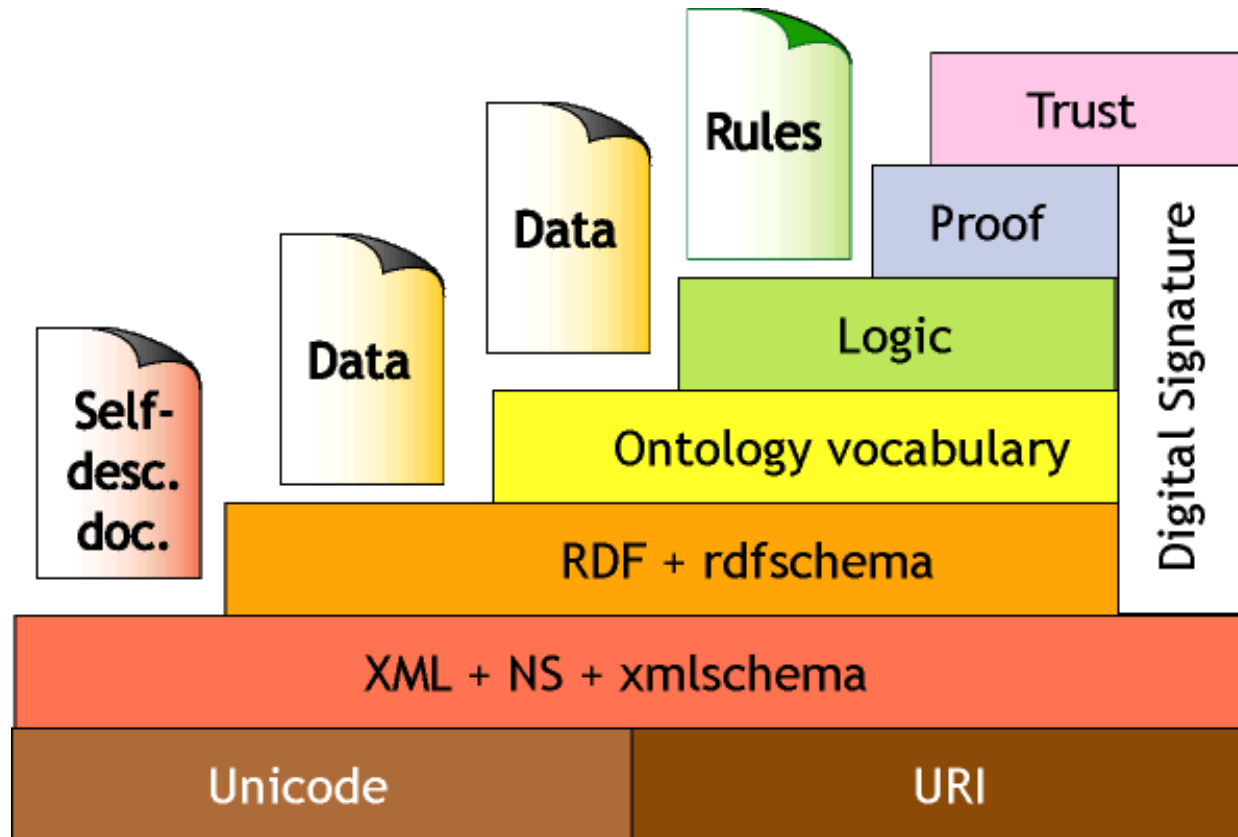 Rules
Trust
Data
Proof
Data
Logic
Self-
desc.
doc.
Ontology vocabulary
Digital Signature
RDF + rdfschema
XML + NS + xmlschema
Unicode
URI